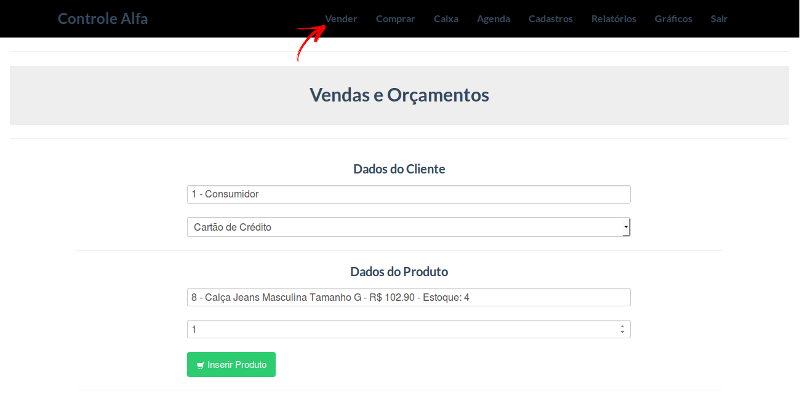 Controle Alfa Vender Comprar Caixa Agenda Cadastros Relatórios Gráficos Sair
Vendas e Orçamentos
Dados do Cliente
1 - Consumidor
Cartão de Crédito
Dados do Produto
8 - Calça Jeans Masculina Tamanho G - R$ 102.90 - Estoque: 4
1
Inserir Produto